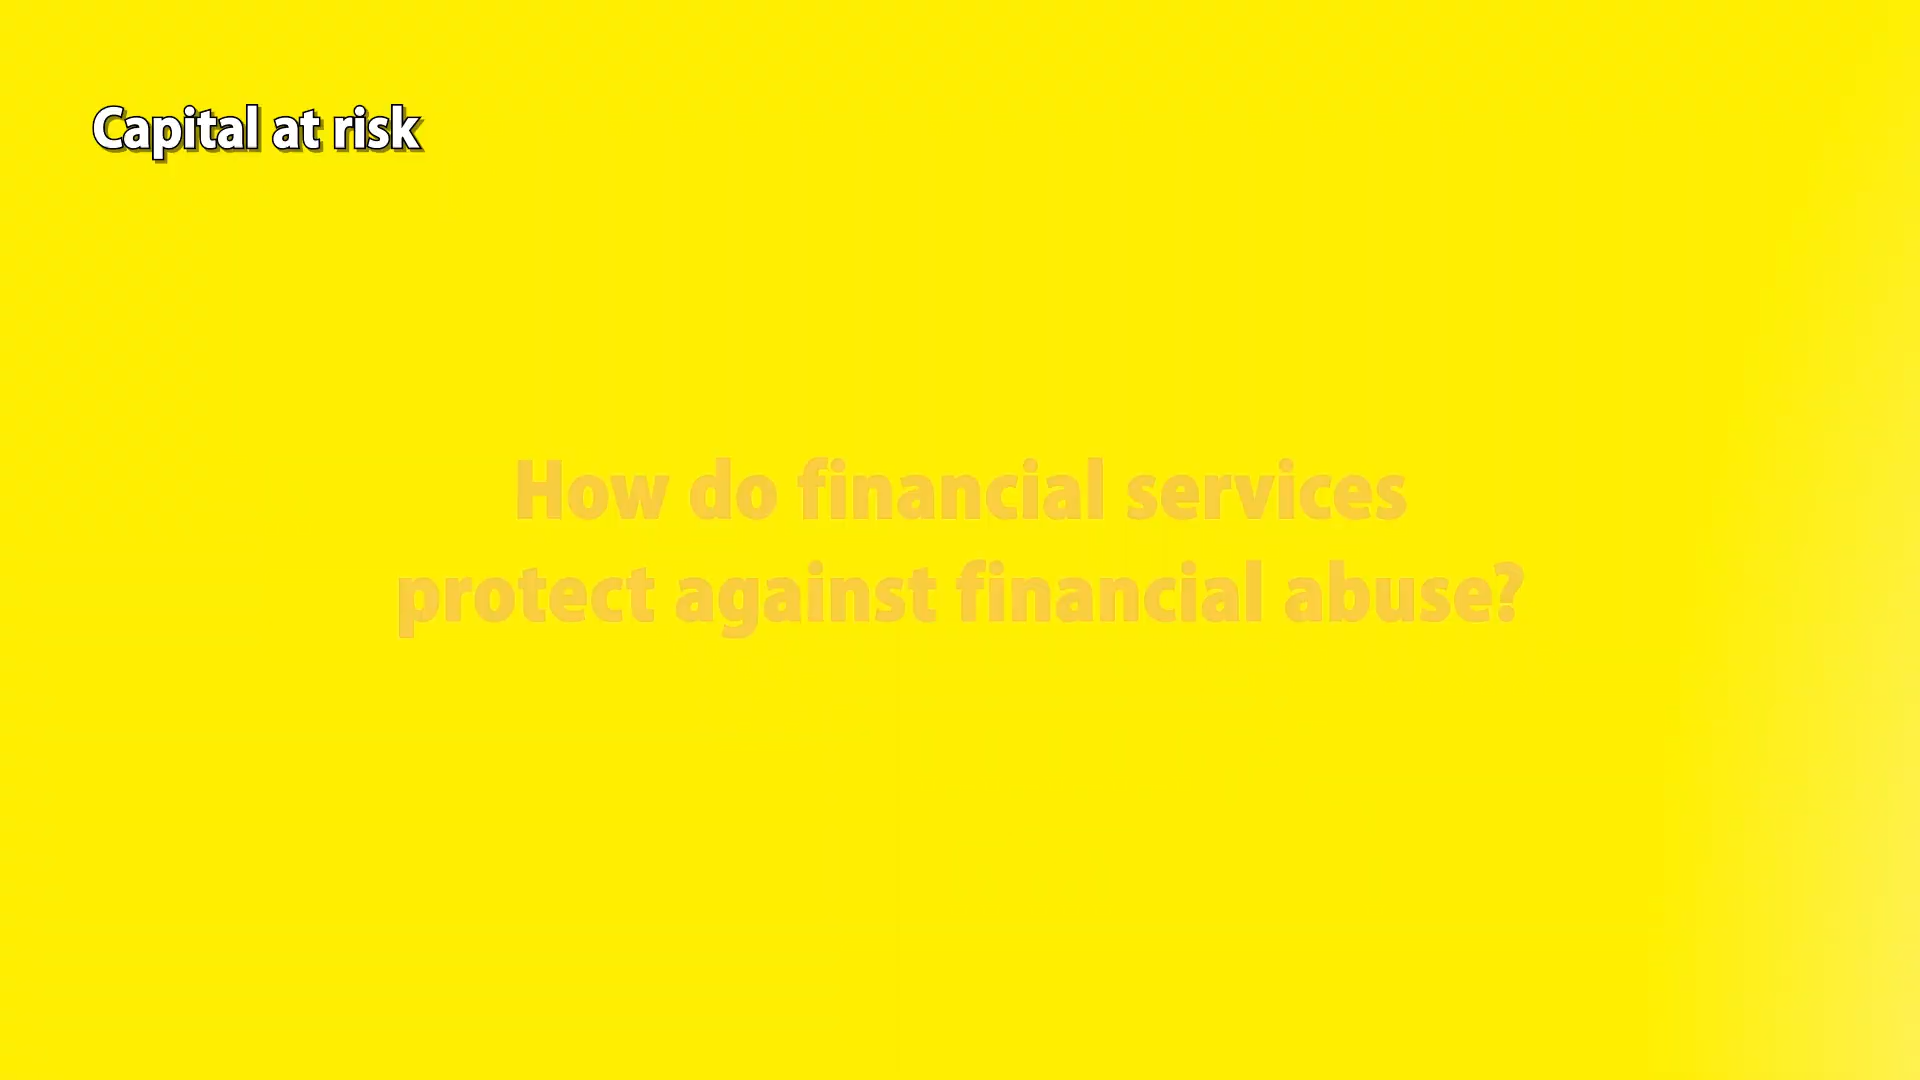 Capital at risk
How do financial services
protect against financial abuse?